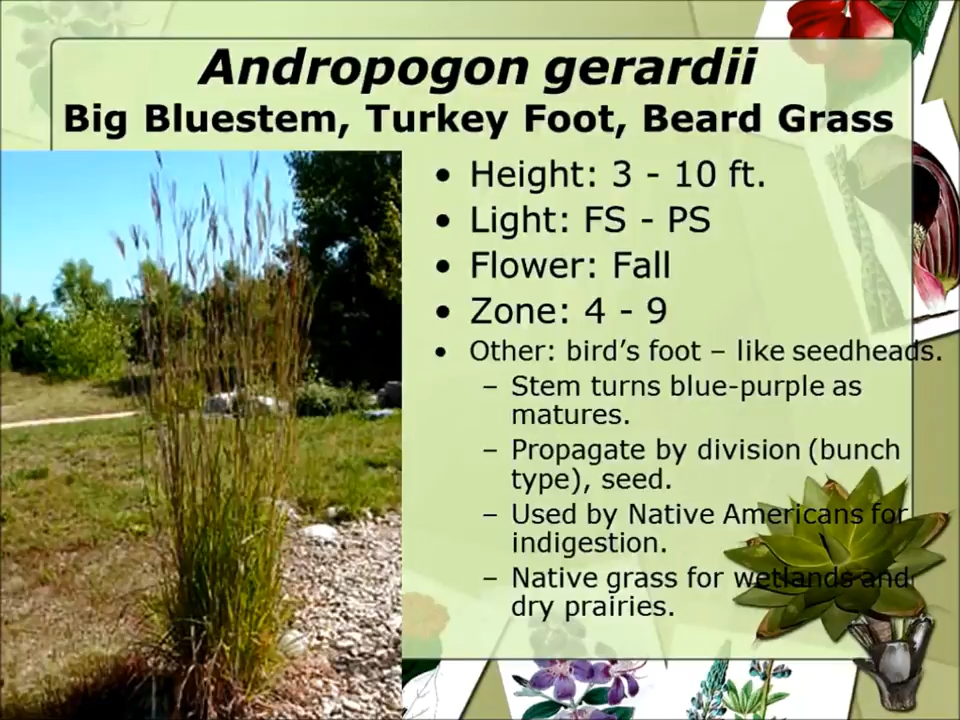 Andropogon gerardii
Big Bluestem, Turkey Foot, Beard Grass
• Height: 3 - 10 ft.
• Light: FS - PS
• Flower: Fall
• Zone: 4 - 9
• Other: bird's foot – like seedheads.
– Stem turns blue-purple as
matures.
– Propagate by division (bunch
type), seed.
– Used by Native Americans for
indigestion.
– Native grass for wetlands and
dry prairies.